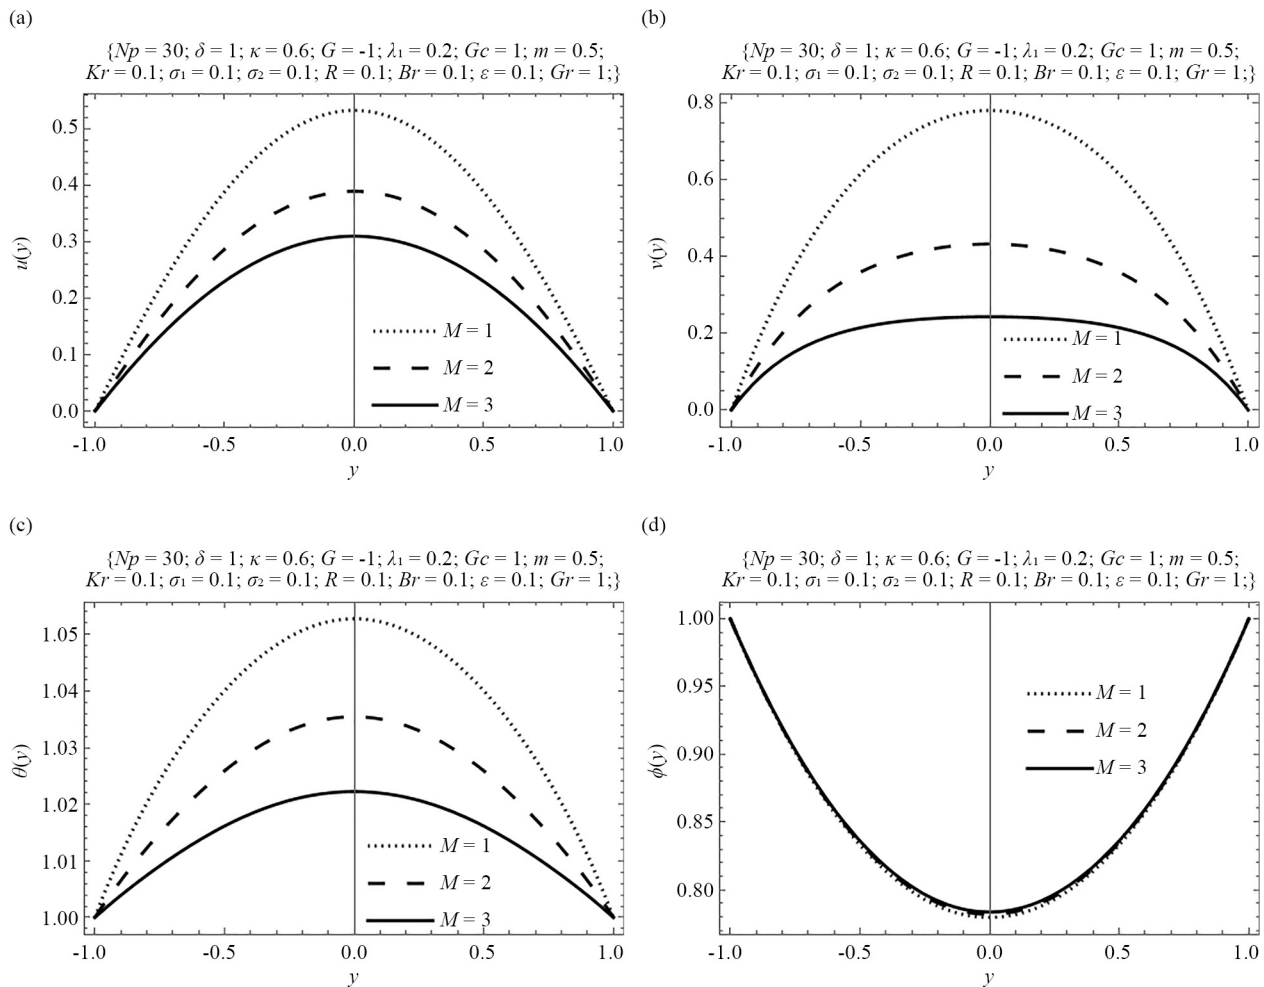 (a)
{Np = 30; δ = 1; κ = 0.6; G = -1; λ₁ = 0.2; Gc = 1; m = 0.5;
Kr = 0.1; σ₁ = 0.1; σ₂ = 0.1; R = 0.1; Br = 0.1; ε = 0.1; Gr = 1;}
0.5
0.4
0.3
0.2
0.1
0.0
u(y)
M = 1
M = 2
M = 3
-1.0 -0.5 0.0 0.5 1.0
y
(b)
{Np = 30; δ = 1; κ = 0.6; G = -1; λ₁ = 0.2; Gc = 1; m = 0.5;
Kr = 0.1; σ₁ = 0.1; σ₂ = 0.1; R = 0.1; Br = 0.1; ε = 0.1; Gr = 1;}
0.8
0.6
0.4
0.2
0.0
v(y)
M = 1
M = 2
M = 3
-1.0 -0.5 0.0 0.5 1.0
y
(c)
{Np = 30; δ = 1; κ = 0.6; G = -1; λ₁ = 0.2; Gc = 1; m = 0.5;
Kr = 0.1; σ₁ = 0.1; σ₂ = 0.1; R = 0.1; Br = 0.1; ε = 0.1; Gr = 1;}
1.05
1.04
1.03
1.02
1.01
1.00
θ(y)
M = 1
M = 2
M = 3
-1.0 -0.5 0.0 0.5 1.0
y
(d)
{Np = 30; δ = 1; κ = 0.6; G = -1; λ₁ = 0.2; Gc = 1; m = 0.5;
Kr = 0.1; σ₁ = 0.1; σ₂ = 0.1; R = 0.1; Br = 0.1; ε = 0.1; Gr = 1;}
1.00
0.95
0.90
0.85
0.80
ϕ(y)
M = 1
M = 2
M = 3
-1.0 -0.5 0.0 0.5 1.0
y